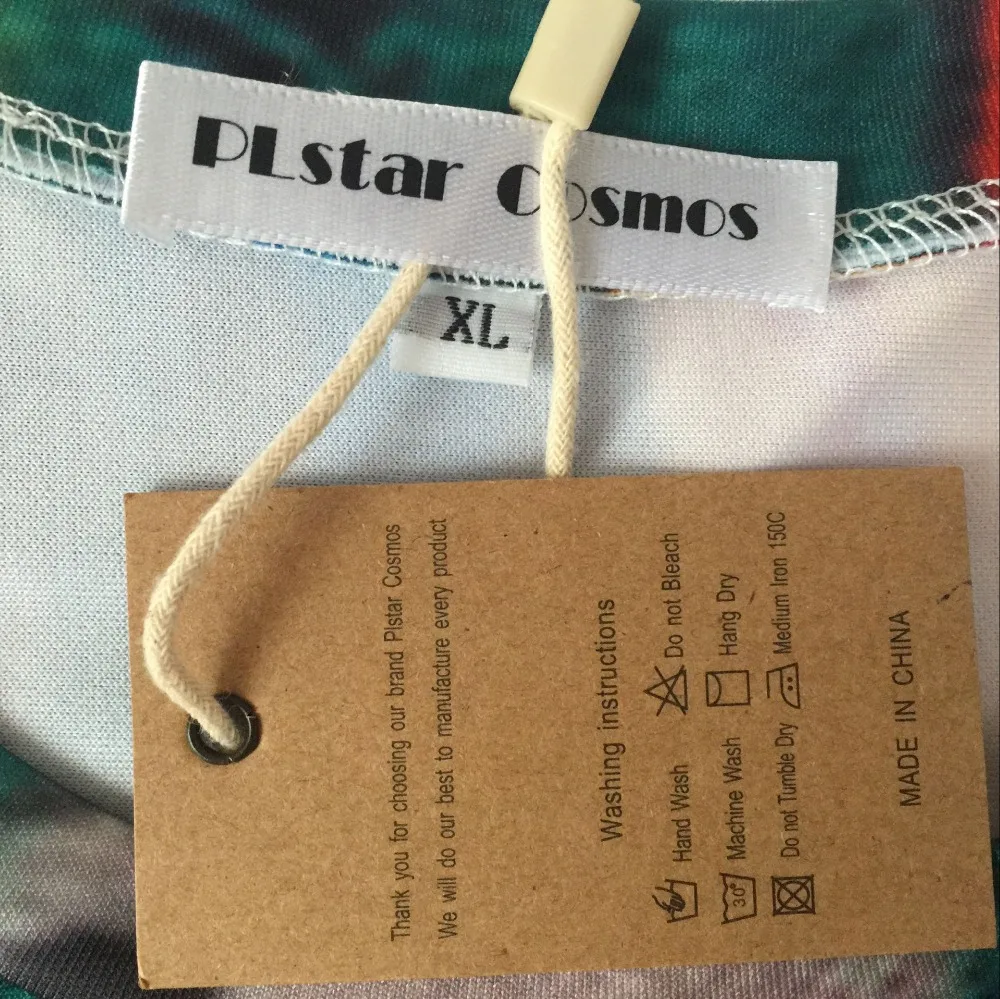 PLstar Cosmos
XL
Thank you for choosing our brand Plstar Cosmos
We will do our best to manufacture every product
Washing instructions
Hand Wash Do not Bleach
30° Machine Wash Hang Dry
Do not Tumble Dry Medium Iron 150C
MADE IN CHINA